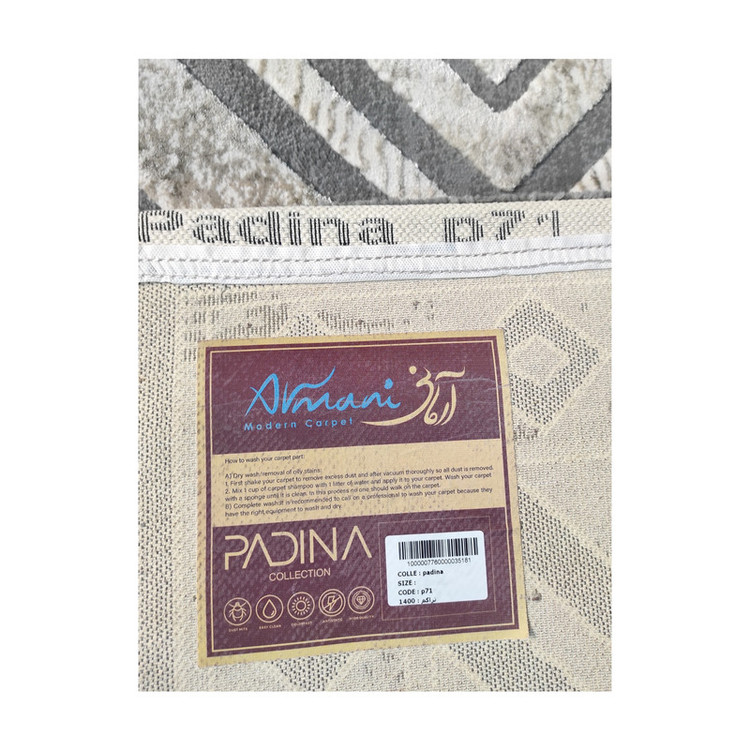 Padina p71
Armani آرمانی
Modern Carpet
How to wash your carpet part:
A) Dry wash/removal of oily stains:
1. First shake your carpet to remove excess dust and after vacuum thoroughly so all dust is removed.
2. Mix 1 cup of carpet shampoo with 1 litter of water and apply it to your carpet. Wash your carpet
with a sponge until it is clean. In this process no one should walk on the carpet.
B) Complete wash: It is recommended to call on a professional to wash your carpet because they
have the right equipment to wash and dry.
PADINA
COLLECTION
1000007760000035181
COLLE : padina
SIZE :
CODE : p71
تراکم : 1400
EASY CLEAN